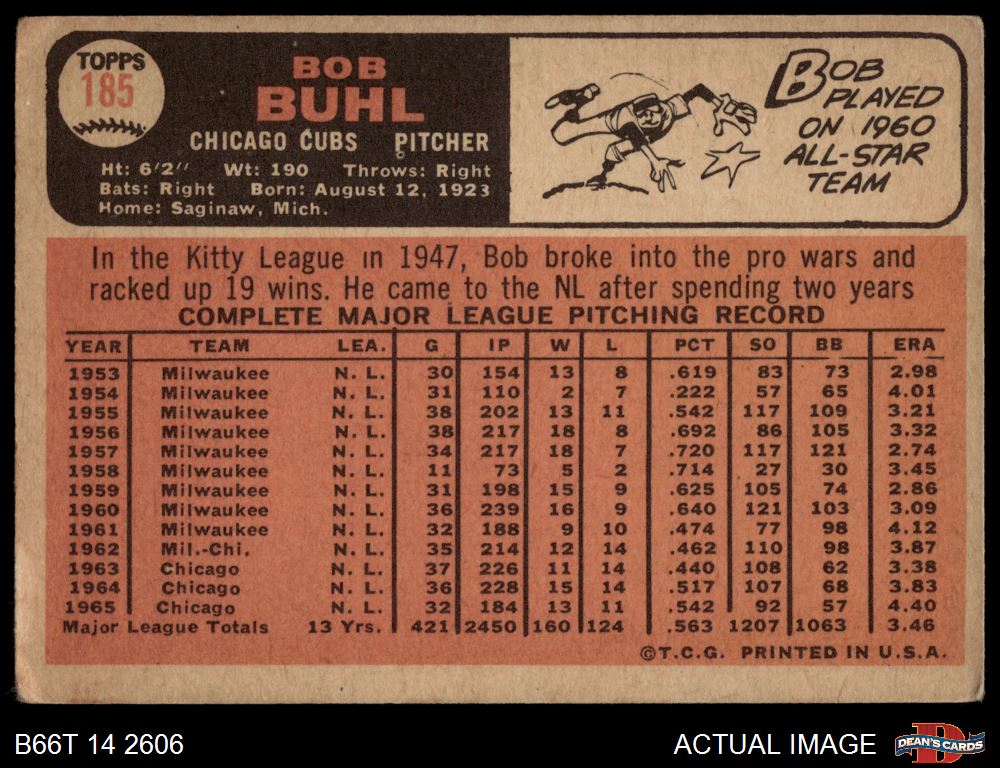 TOPPS
185
BOB
BUHL
CHICAGO CUBS PITCHER
Ht: 6'2" Wt: 190 Throws: Right
Bats: Right Born: August 12, 1923
Home: Saginaw, Mich.
BOB
PLAYED
ON 1960
ALL-STAR
TEAM
In the Kitty League in 1947, Bob broke into the pro wars and
racked up 19 wins. He came to the NL after spending two years
COMPLETE MAJOR LEAGUE PITCHING RECORD
YEAR TEAM LEA. G IP W L PCT SO BB ERA
1953 Milwaukee N. L. 30 154 13 8 .619 83 73 2.98
1954 Milwaukee N. L. 31 110 2 7 .222 57 65 4.01
1955 Milwaukee N. L. 38 202 13 11 .542 117 109 3.21
1956 Milwaukee N. L. 38 217 18 8 .692 86 105 3.32
1957 Milwaukee N. L. 34 217 18 7 .720 117 121 2.74
1958 Milwaukee N. L. 11 73 5 2 .714 27 30 3.45
1959 Milwaukee N. L. 31 198 15 9 .625 105 74 2.86
1960 Milwaukee N. L. 36 239 16 9 .640 121 103 3.09
1961 Milwaukee N. L. 32 188 9 10 .474 77 98 4.12
1962 Mil.-Chi. N. L. 35 214 12 14 .462 110 98 3.87
1963 Chicago N. L. 37 226 11 14 .440 108 62 3.38
1964 Chicago N. L. 36 228 15 14 .517 107 68 3.83
1965 Chicago N. L. 32 184 13 11 .542 92 57 4.40
Major League Totals 13 Yrs. 421 2450 160 124 .563 1207 1063 3.46
©T.C.G. PRINTED IN U.S.A.
B66T 14 2606
ACTUAL IMAGE
DEAN'S CARDS